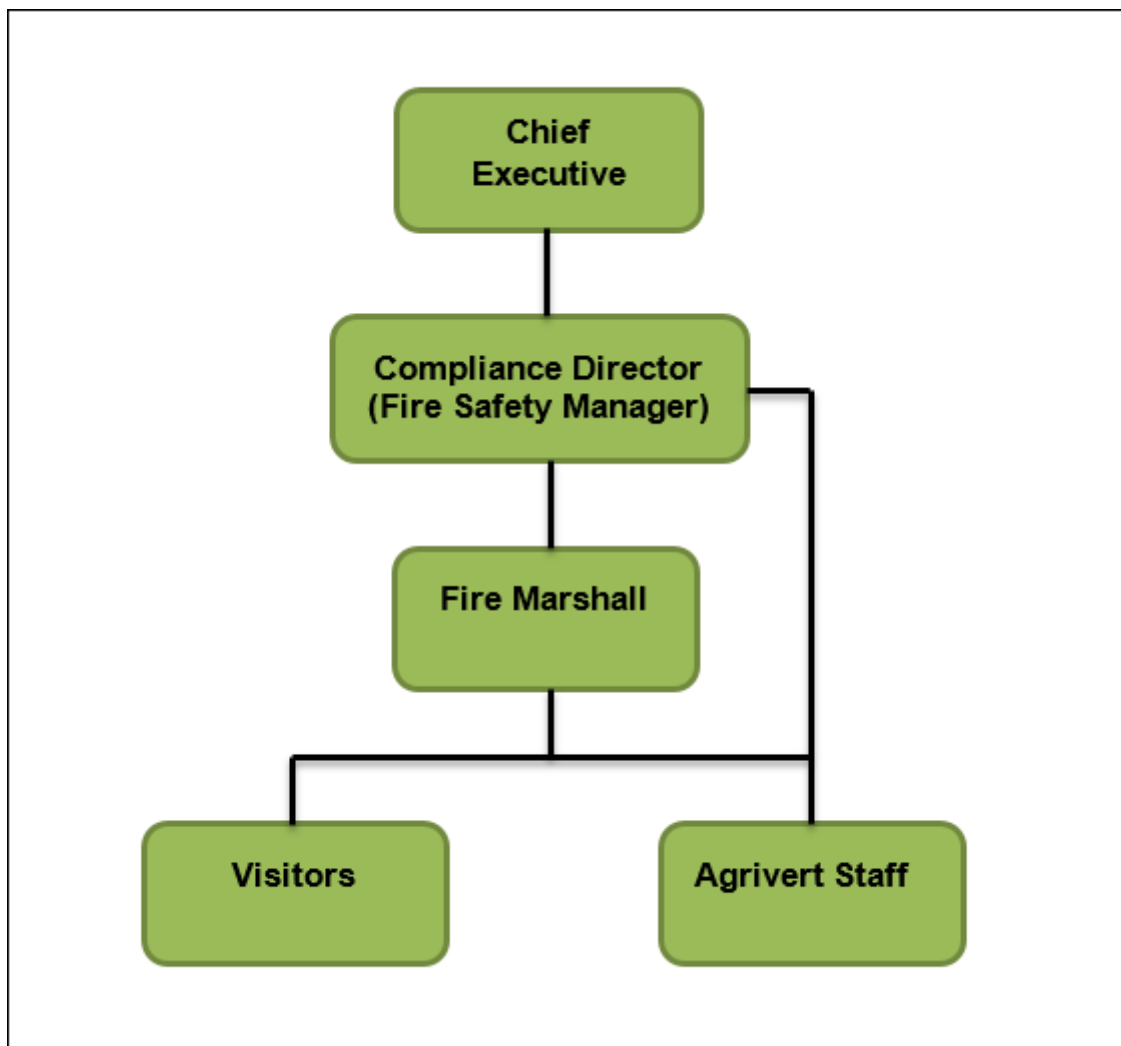 Chief
Executive
Compliance Director
(Fire Safety Manager)
Fire Marshall
Visitors
Agrivert Staff